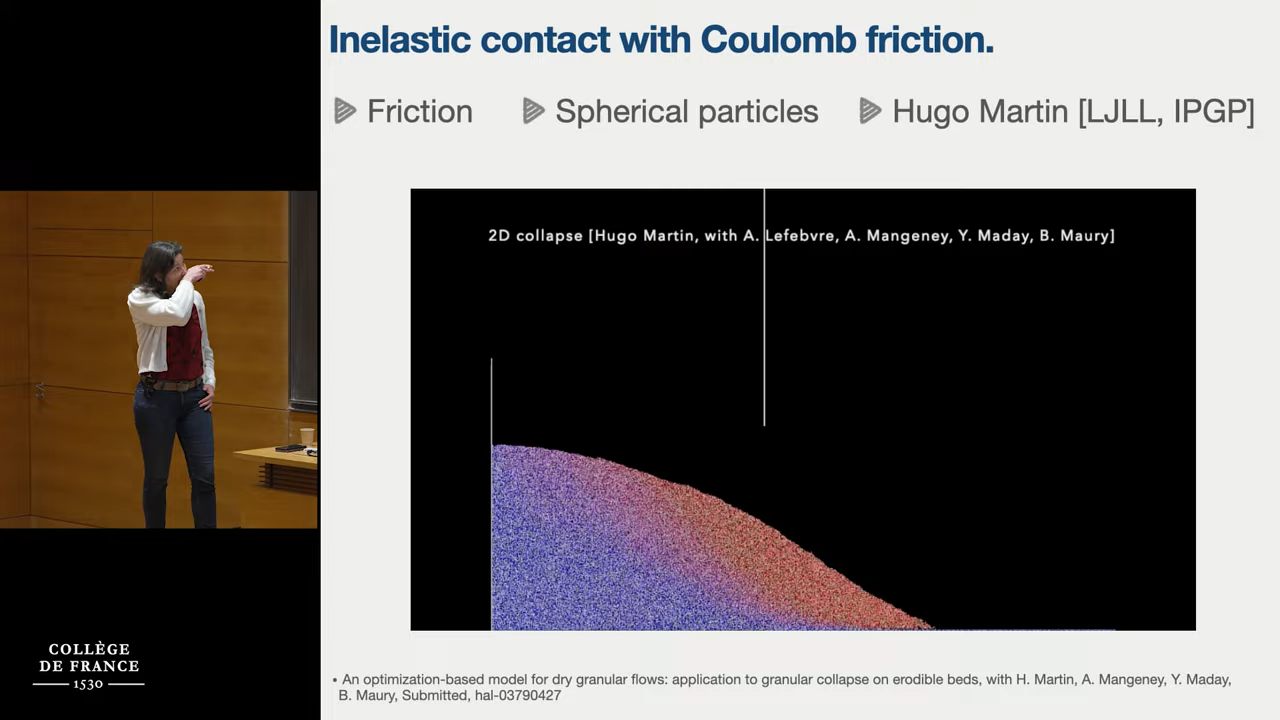 Inelastic contact with Coulomb friction.
Friction
Spherical particles
Hugo Martin [LJLL, IPGP]
2D collapse [Hugo Martin, with A. Lefebvre, A. Mangeney, Y. Maday, B. Maury]
COLLÈGE
DE FRANCE
1530
• An optimization-based model for dry granular flows: application to granular collapse on erodible beds, with H. Martin, A. Mangeney, Y. Maday,
B. Maury, Submitted, hal-03790427